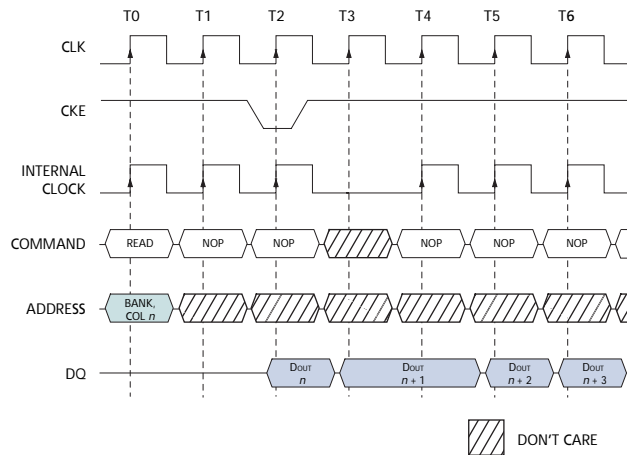 T0 T1 T2 T3 T4 T5 T6
CLK
CKE
INTERNAL
CLOCK
COMMAND READ NOP NOP NOP NOP NOP
ADDRESS BANK,
COL n
DQ DOUT
n DOUT
n + 1 DOUT
n + 2 DOUT
n + 3
DON'T CARE